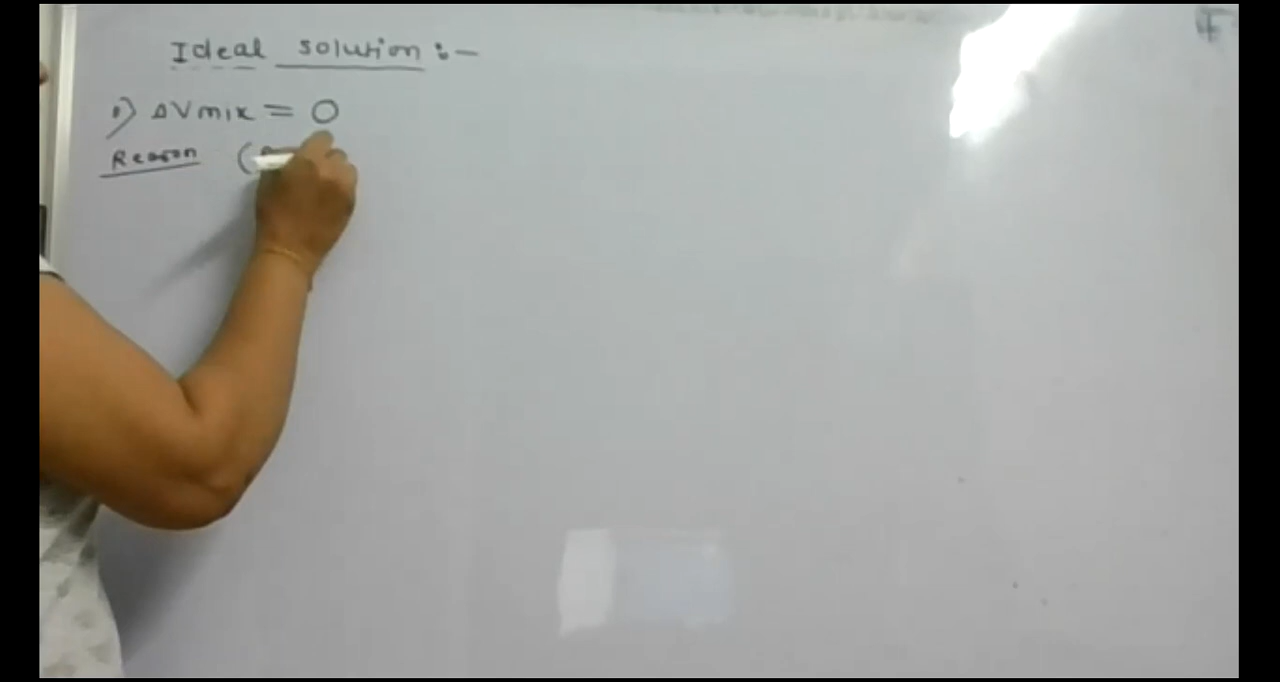 Ideal solution :-
1) ΔVmix = 0
Reason (